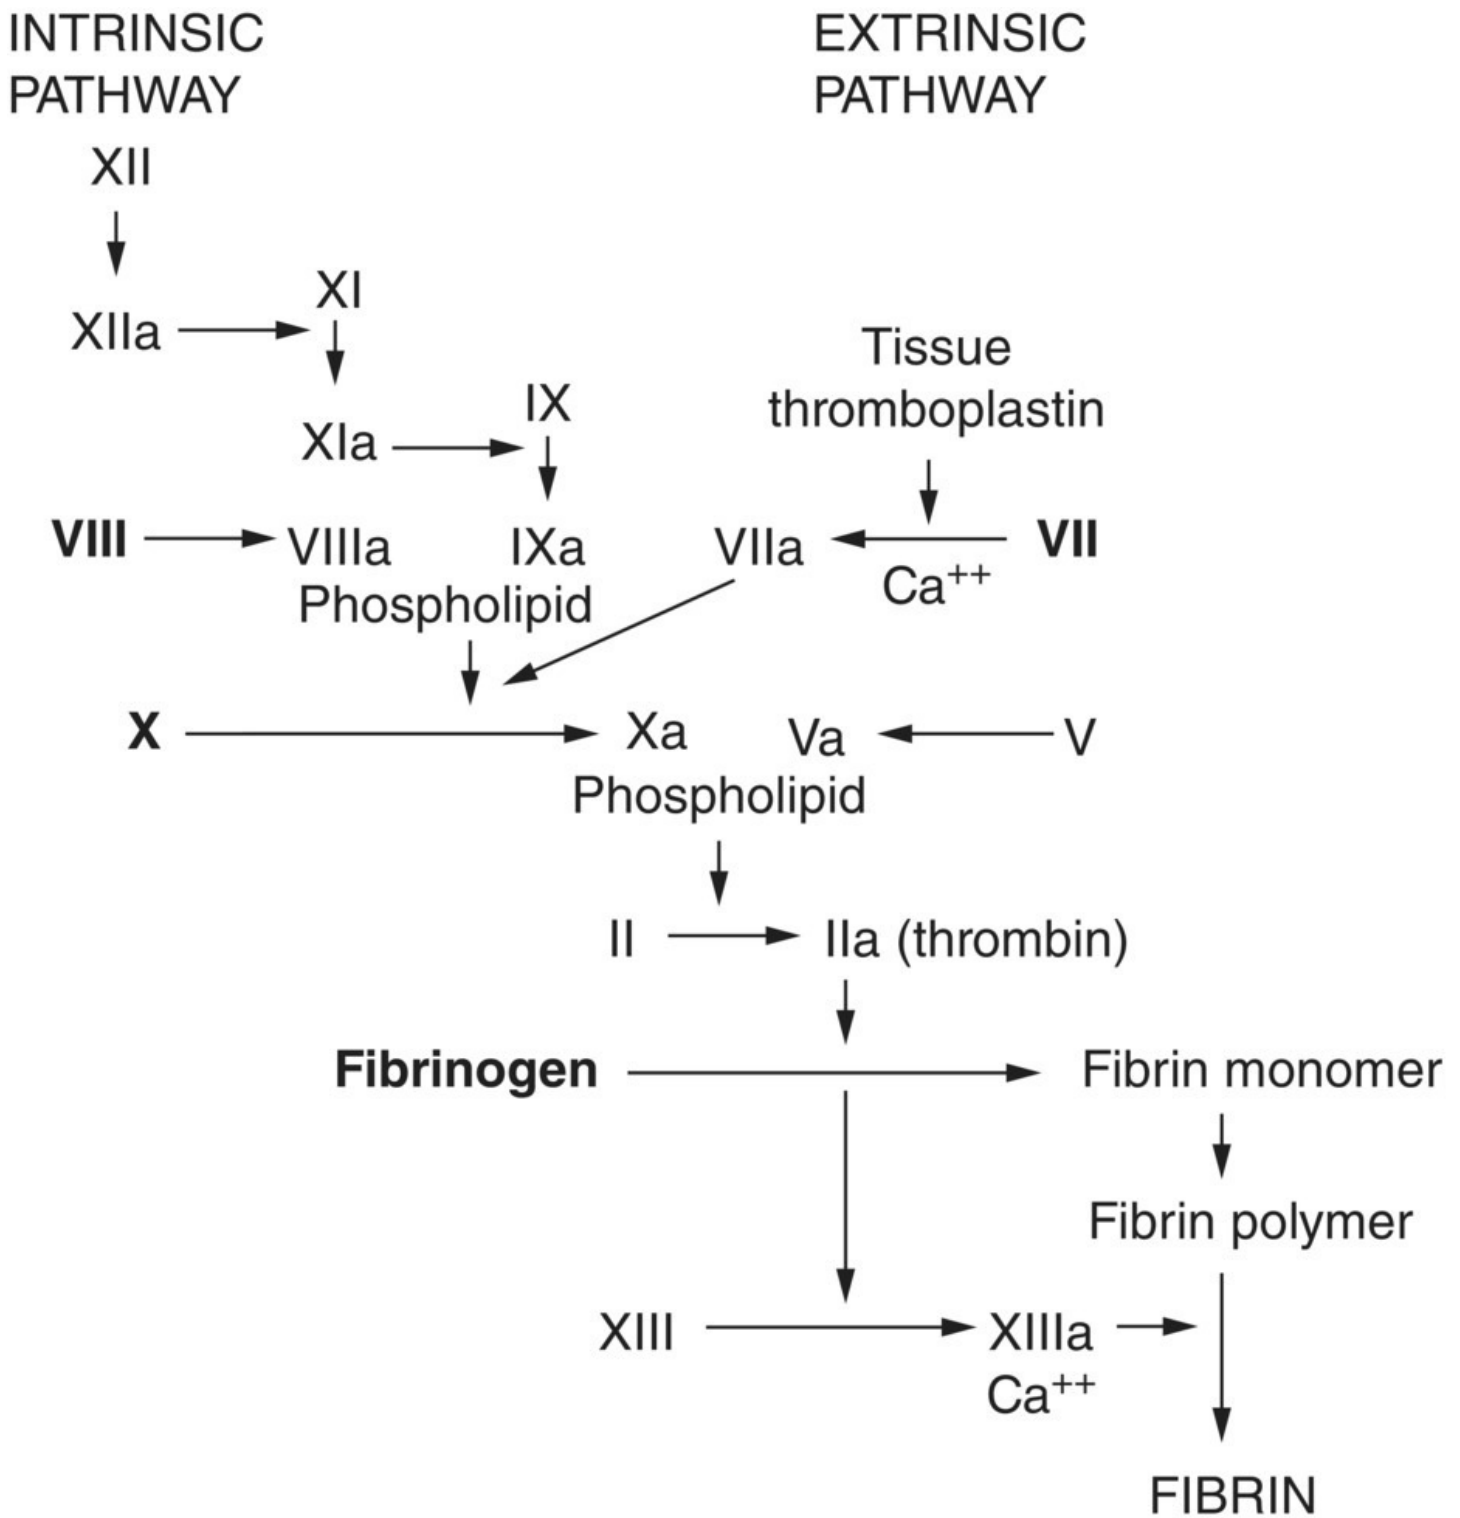 INTRINSIC
PATHWAY
EXTRINSIC
PATHWAY
XII
XIIa
XI
XIa
IX
Tissue
thromboplastin
VIII
VIIIa
IXa
Phospholipid
VIIa
VII
Ca++
X
Xa
Va
V
Phospholipid
II
IIa (thrombin)
Fibrinogen
Fibrin monomer
Fibrin polymer
XIII
XIIIa
Ca++
FIBRIN